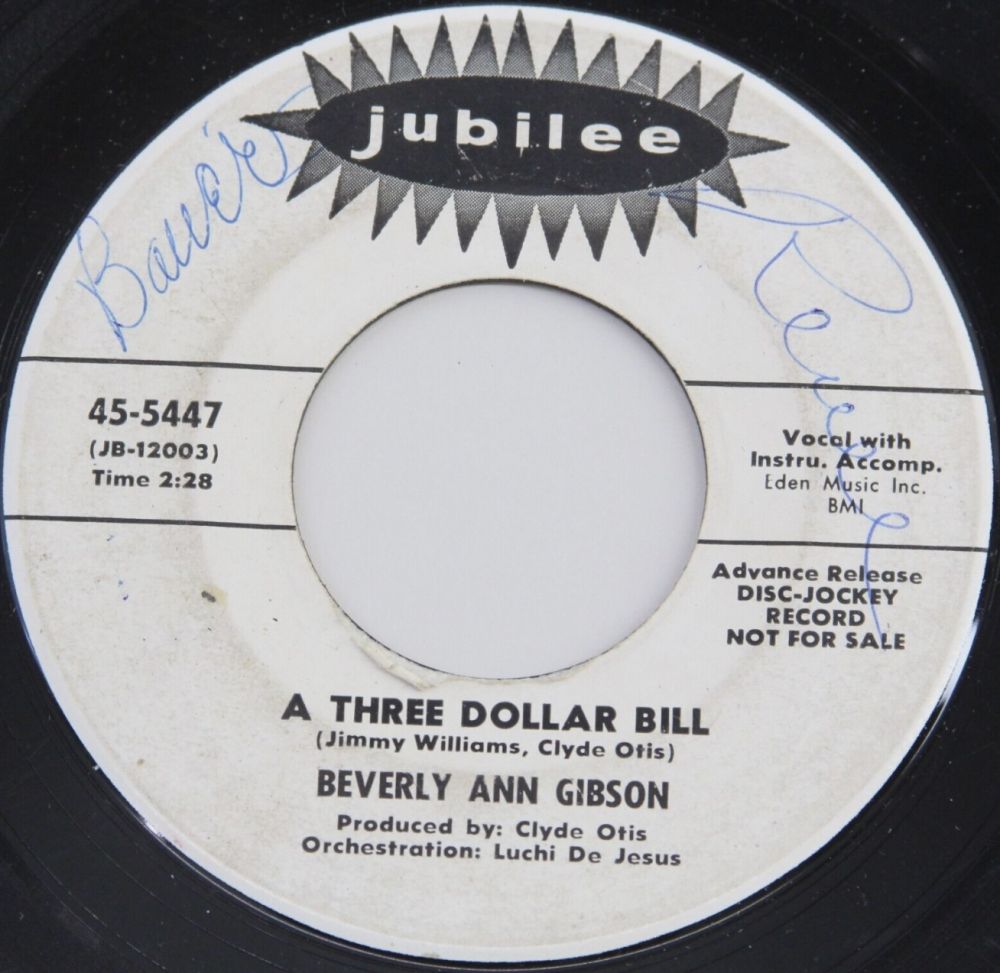 jubilee
45-5447
(JB-12003)
Time 2:28
Vocal with
Instru. Accomp.
Eden Music Inc.
BMI
Advance Release
DISC-JOCKEY
RECORD
NOT FOR SALE
A THREE DOLLAR BILL
(Jimmy Williams, Clyde Otis)
BEVERLY ANN GIBSON
Produced by: Clyde Otis
Orchestration: Luchi De Jesus